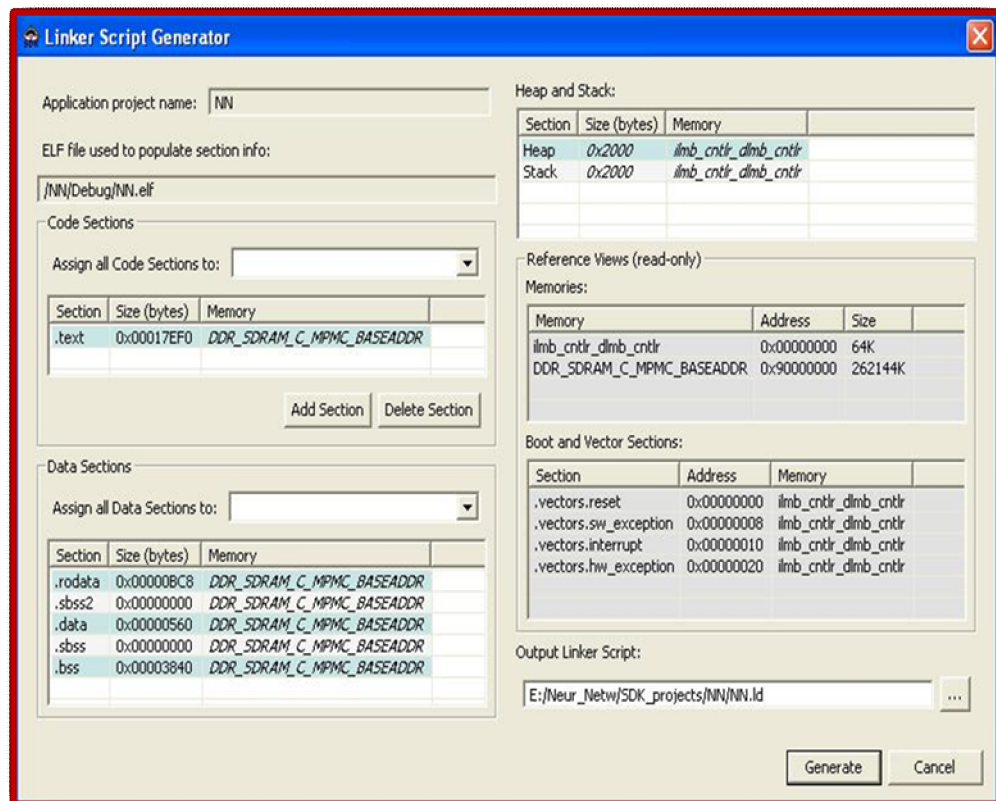 Linker Script Generator
Application project name: NN
ELF file used to populate section info:
/NN/Debug/NN.elf
Code Sections
Assign all Code Sections to:
Section Size (bytes) Memory
.text 0x00017EF0 DDR_SDRAM_C_MPMC_BASEADDR
Add Section Delete Section
Data Sections
Assign all Data Sections to:
Section Size (bytes) Memory
.rodata 0x00000BC8 DDR_SDRAM_C_MPMC_BASEADDR
.sbss2 0x00000000 DDR_SDRAM_C_MPMC_BASEADDR
.data 0x00000560 DDR_SDRAM_C_MPMC_BASEADDR
.sbss 0x00000000 DDR_SDRAM_C_MPMC_BASEADDR
.bss 0x00003840 DDR_SDRAM_C_MPMC_BASEADDR
Heap and Stack:
Section Size (bytes) Memory
Heap 0x2000 ilmb_cntlr_dlmb_cntlr
Stack 0x2000 ilmb_cntlr_dlmb_cntlr
Reference Views (read-only)
Memories:
Memory Address Size
ilmb_cntlr_dlmb_cntlr 0x00000000 64K
DDR_SDRAM_C_MPMC_BASEADDR 0x90000000 262144K
Boot and Vector Sections:
Section Address Memory
.vectors.reset 0x00000000 ilmb_cntlr_dlmb_cntlr
.vectors.sw_exception 0x00000008 ilmb_cntlr_dlmb_cntlr
.vectors.interrupt 0x00000010 ilmb_cntlr_dlmb_cntlr
.vectors.hw_exception 0x00000020 ilmb_cntlr_dlmb_cntlr
Output Linker Script:
E:/Neur_Netw/SDK_projects/NN/NN.ld ...
Generate Cancel